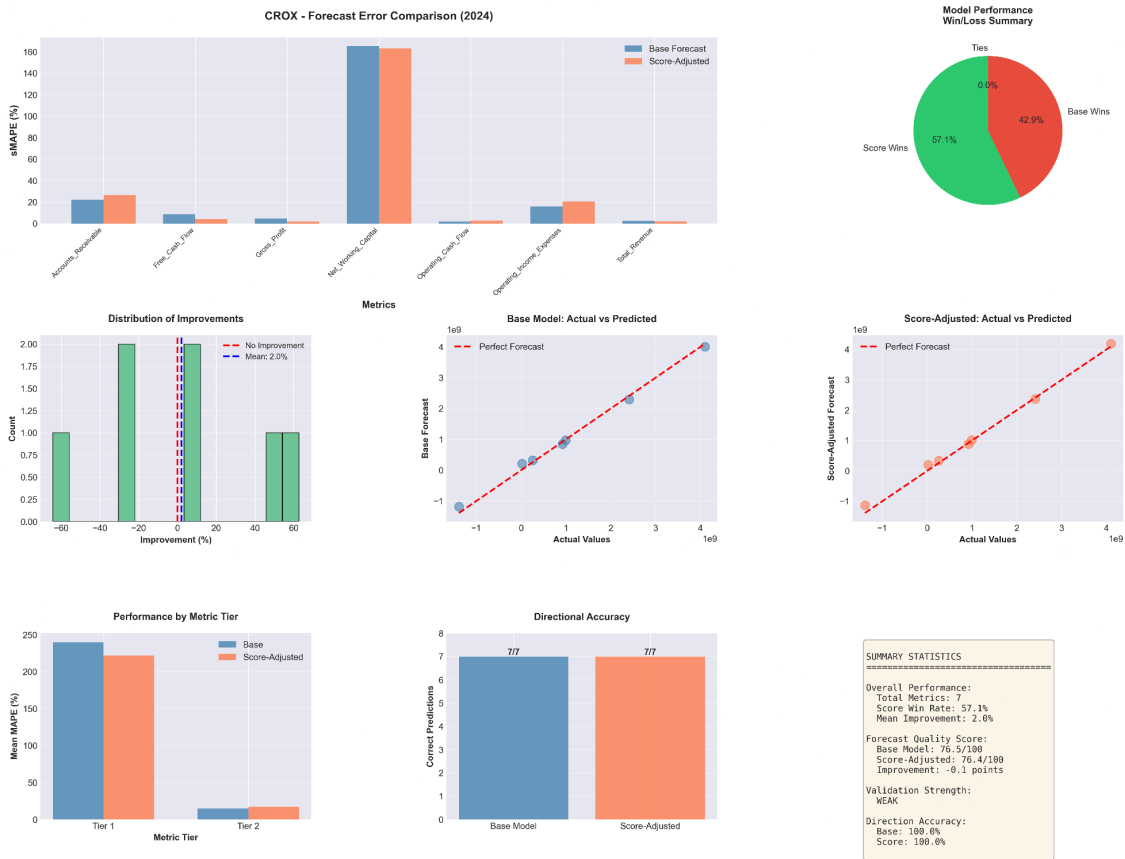 CROX - Forecast Error Comparison (2024)
sMAPE (%)
160
140
120
100
80
60
40
20
0
Base Forecast
Score-Adjusted
Accounts_Receivable
Free_Cash_Flow
Gross_Profit
Net_Working_Capital
Operating_Cash_Flow
Operating_Income_Expenses
Total_Revenue
Metrics
Model Performance
Win/Loss Summary
Ties
0.0%
42.9%
Base Wins
57.1%
Score Wins
Distribution of Improvements
Count
2.00
1.75
1.50
1.25
1.00
0.75
0.50
0.25
0.00
No Improvement
Mean: 2.0%
−60
−40
−20
0
20
40
60
Improvement (%)
Base Model: Actual vs Predicted
1e9
Perfect Forecast
Base Forecast
4
3
2
1
0
−1
−1
0
1
2
3
4
1e9
Actual Values
Score-Adjusted: Actual vs Predicted
1e9
Perfect Forecast
Score-Adjusted Forecast
4
3
2
1
0
−1
−1
0
1
2
3
4
1e9
Actual Values
Performance by Metric Tier
Mean MAPE (%)
250
200
150
100
50
0
Base
Score-Adjusted
Tier 1
Tier 2
Metric Tier
Directional Accuracy
Correct Predictions
8
7
6
5
4
3
2
1
0
7/7
7/7
Base Model
Score-Adjusted
SUMMARY STATISTICS
===================================
Overall Performance:
Total Metrics: 7
Score Win Rate: 57.1%
Mean Improvement: 2.0%
Forecast Quality Score:
Base Model: 76.5/100
Score-Adjusted: 76.4/100
Improvement: -0.1 points
Validation Strength:
WEAK
Direction Accuracy:
Base: 100.0%
Score: 100.0%